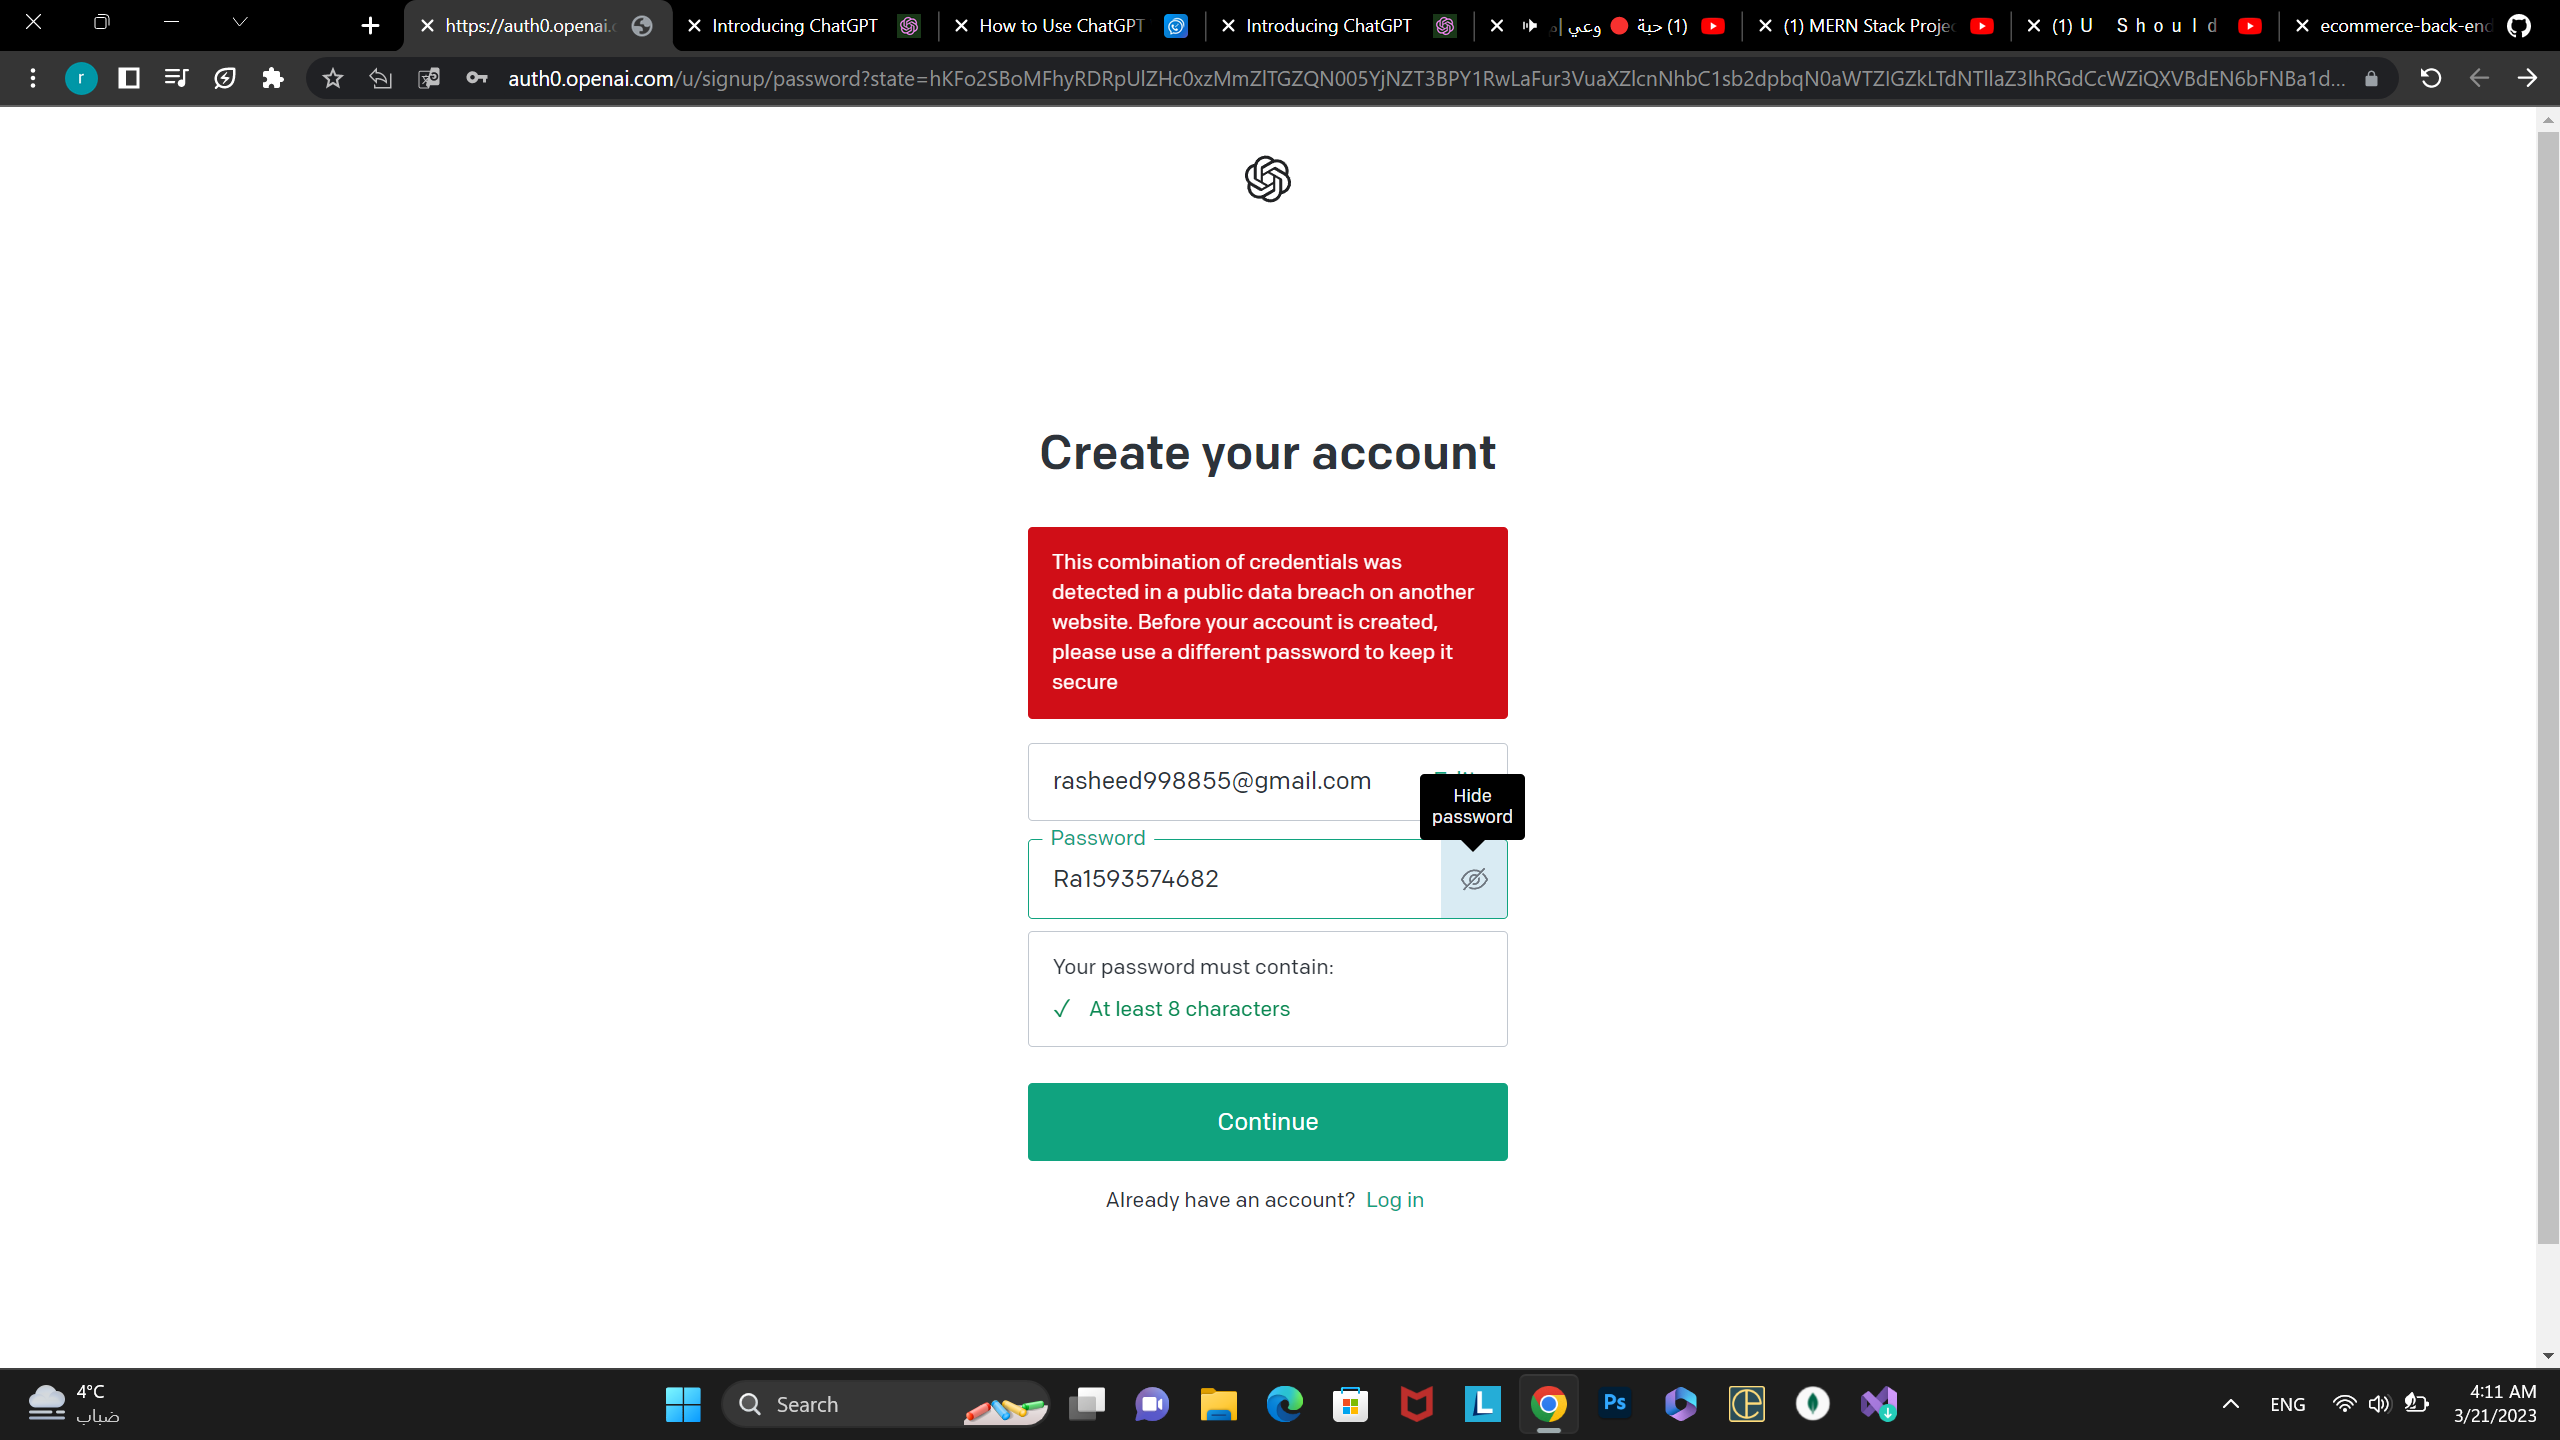 https://auth0.openai.c
Introducing ChatGPT
How to Use ChatGPT
Introducing ChatGPT
(1) حبة 🔴 وعي
(1) MERN Stack Projec
(1) U S h o u l d
ecommerce-back-end
r
auth0.openai.com/u/signup/password?state=hKFo2SBoMFhyRDRpUlZHc0xzMmZlTGZQN005YjNZT3BPY1RwLaFur3VuaXZlcnNhbC1sb2dpbqN0aWTZIGZkLTdNTllaZ3lhRGdCcWZiQXVBdEN6bFNBa1d...
Create your account
This combination of credentials was
detected in a public data breach on another
website. Before your account is created,
please use a different password to keep it
secure
rasheed998855@gmail.com
Hide
password
Password
Ra1593574682
Your password must contain:
✓ At least 8 characters
Continue
Already have an account? Log in
4°C
ضباب
Search
Ps
ENG
4:11 AM
3/21/2023